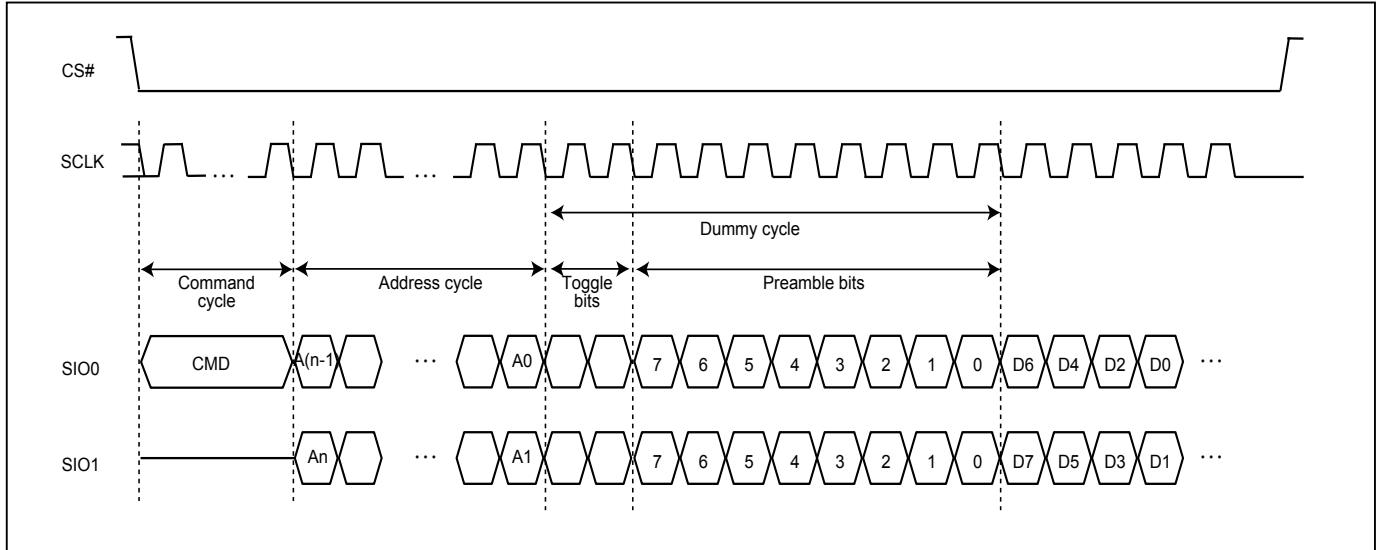 CS#
SCLK
... ...
Dummy cycle
Command cycle
Address cycle
Toggle bits
Preamble bits
SIO0 CMD A(n-1) ... A0 7 6 5 4 3 2 1 0 D6 D4 D2 D0 ...
SIO1 An ... A1 7 6 5 4 3 2 1 0 D7 D5 D3 D1 ...